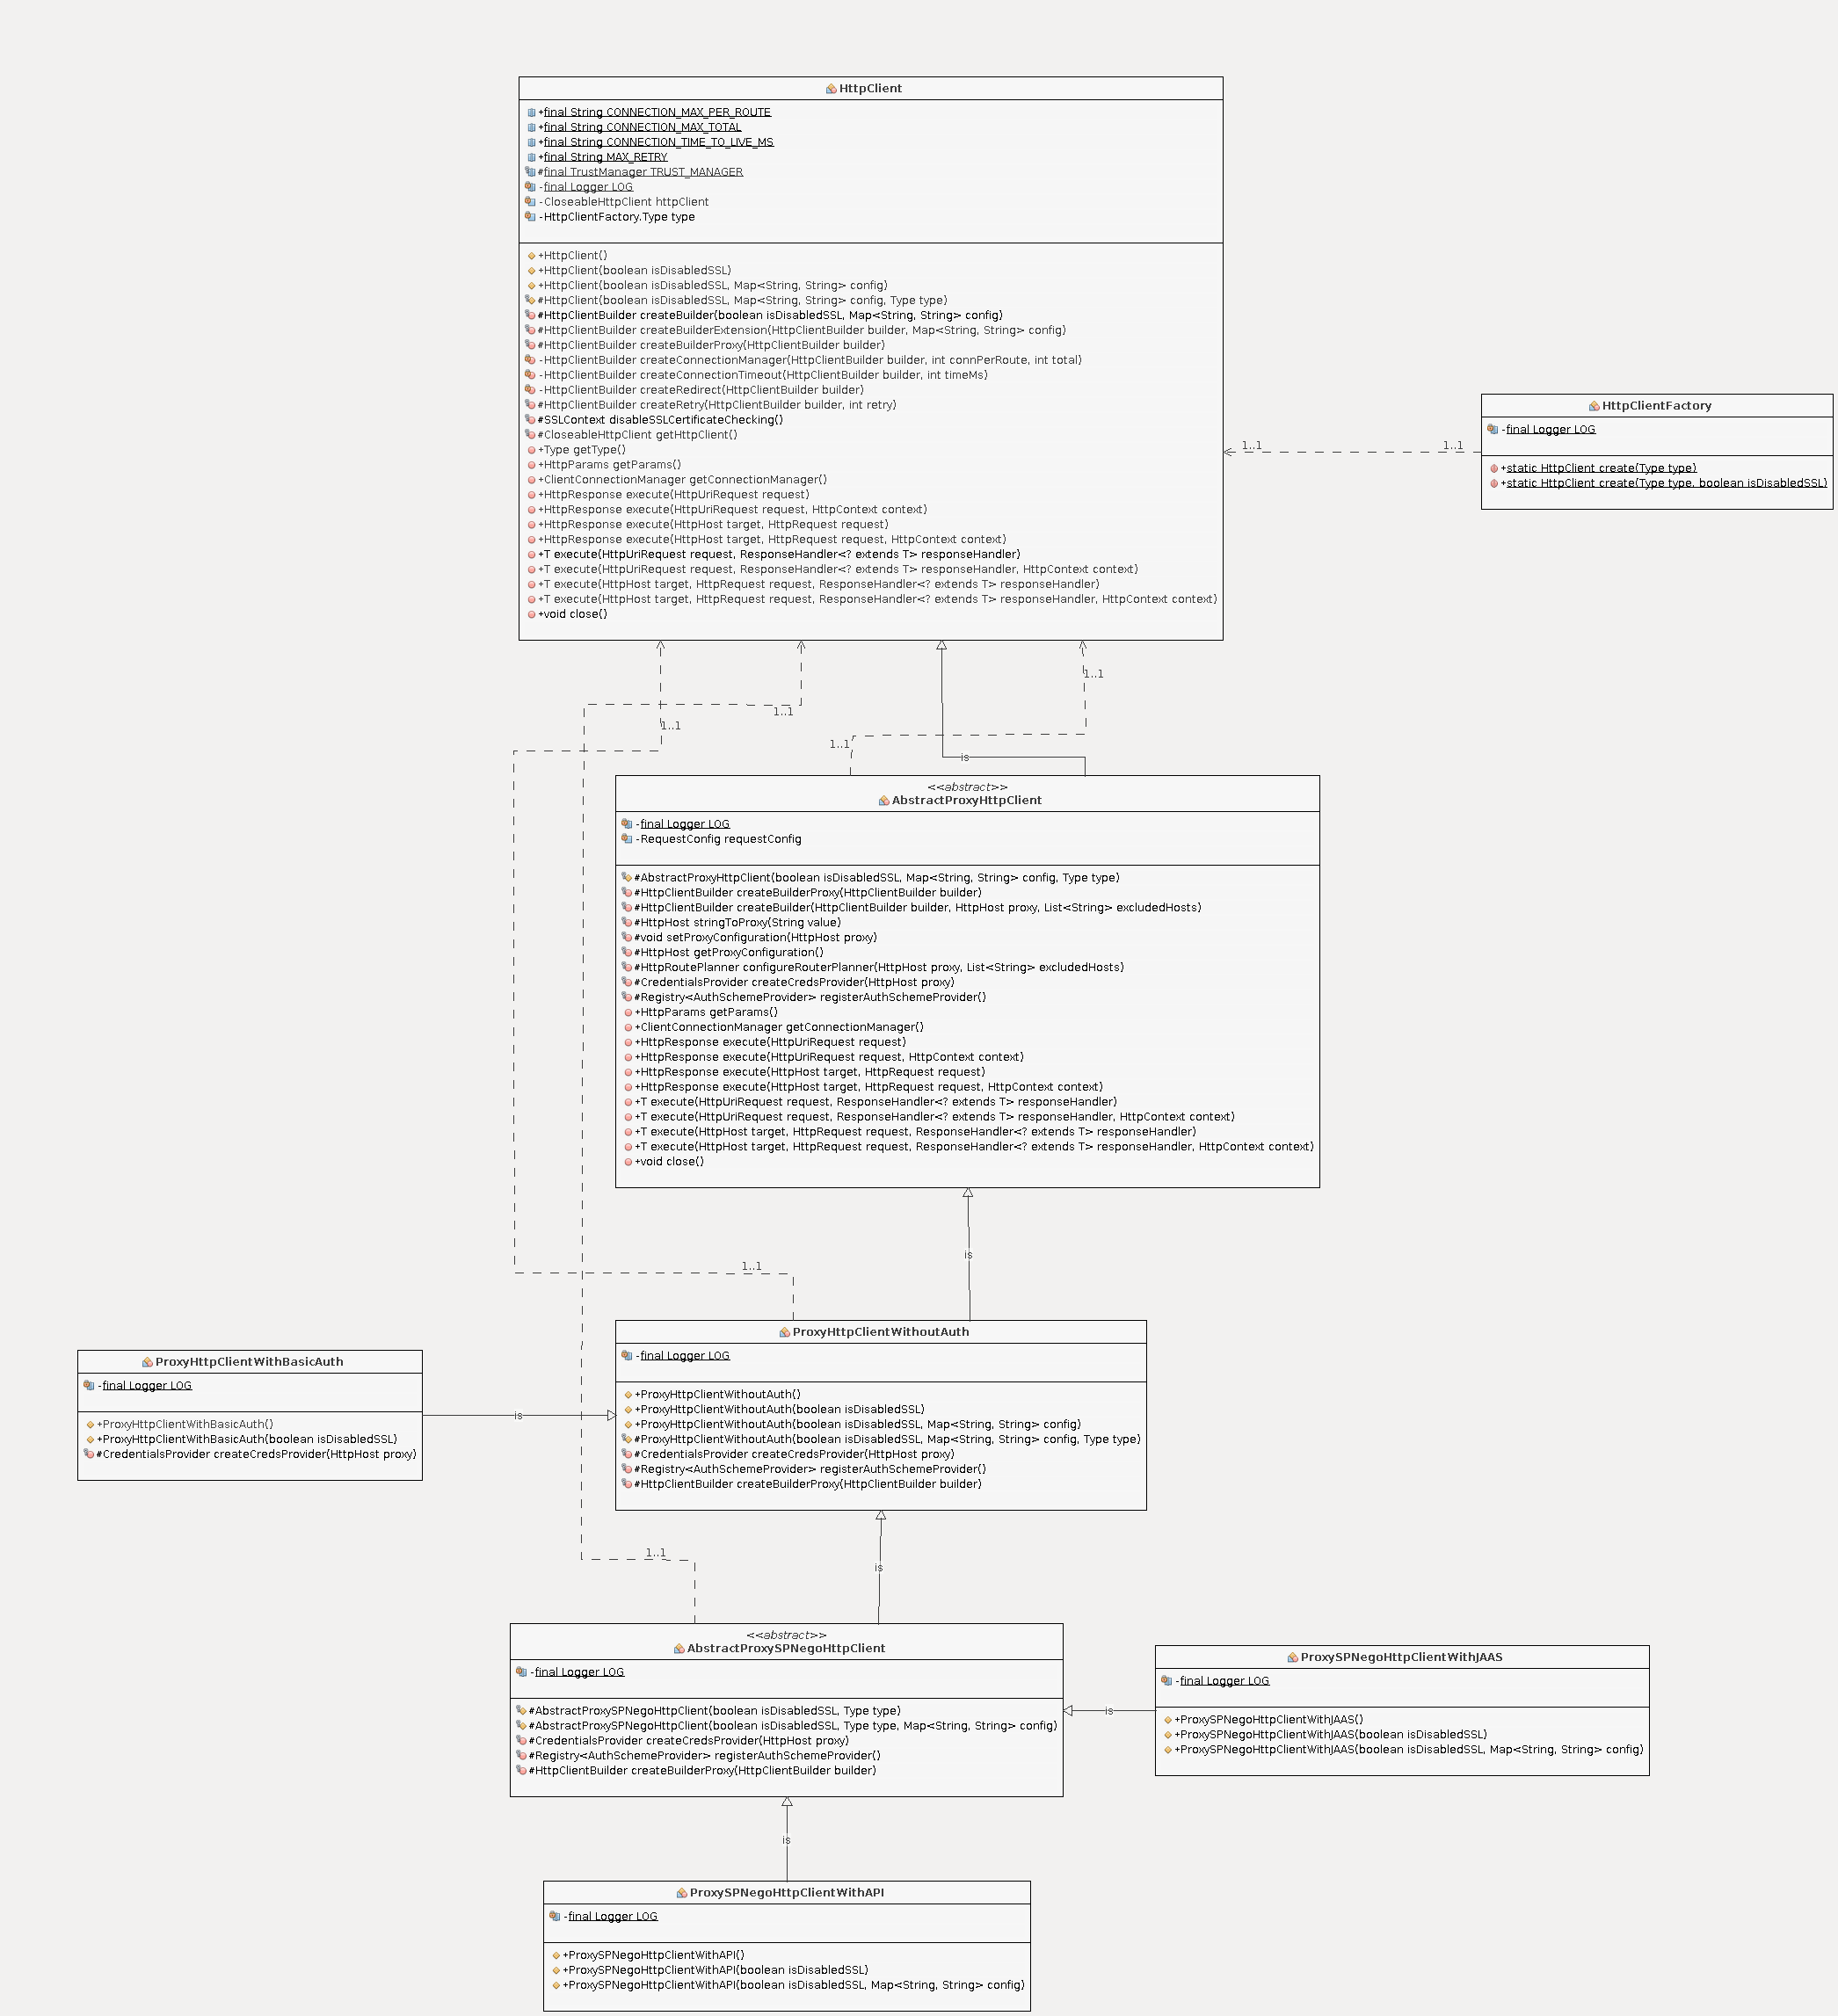 HttpClient
+final String CONNECTION_MAX_PER_ROUTE
+final String CONNECTION_MAX_TOTAL
+final String CONNECTION_TIME_TO_LIVE_MS
+final String MAX_RETRY
#final TrustManager TRUST_MANAGER
-final Logger LOG
-CloseableHttpClient httpClient
-HttpClientFactory.Type type
+HttpClient()
+HttpClient(boolean isDisabledSSL)
+HttpClient(boolean isDisabledSSL, Map<String, String> config)
#HttpClient(boolean isDisabledSSL, Map<String, String> config, Type type)
#HttpClientBuilder createBuilder(boolean isDisabledSSL, Map<String, String> config)
#HttpClientBuilder createBuilderExtension(HttpClientBuilder builder, Map<String, String> config)
#HttpClientBuilder createBuilderProxy(HttpClientBuilder builder)
-HttpClientBuilder createConnectionManager(HttpClientBuilder builder, int connPerRoute, int total)
-HttpClientBuilder createConnectionTimeout(HttpClientBuilder builder, int timeMs)
-HttpClientBuilder createRedirect(HttpClientBuilder builder)
#HttpClientBuilder createRetry(HttpClientBuilder builder, int retry)
#SSLContext disableSSLCertificateChecking()
#CloseableHttpClient getHttpClient()
+Type getType()
+HttpParams getParams()
+ClientConnectionManager getConnectionManager()
+HttpResponse execute(HttpUriRequest request)
+HttpResponse execute(HttpUriRequest request, HttpContext context)
+HttpResponse execute(HttpHost target, HttpRequest request)
+HttpResponse execute(HttpHost target, HttpRequest request, HttpContext context)
+T execute(HttpUriRequest request, ResponseHandler<? extends T> responseHandler)
+T execute(HttpUriRequest request, ResponseHandler<? extends T> responseHandler, HttpContext context)
+T execute(HttpHost target, HttpRequest request, ResponseHandler<? extends T> responseHandler)
+T execute(HttpHost target, HttpRequest request, ResponseHandler<? extends T> responseHandler, HttpContext context)
+void close()
HttpClientFactory
-final Logger LOG
+static HttpClient create(Type type)
+static HttpClient create(Type type, boolean isDisabledSSL)
1..1
1..1
1..1
1..1
1..1
1..1
is
<<abstract>>
AbstractProxyHttpClient
-final Logger LOG
-RequestConfig requestConfig
#AbstractProxyHttpClient(boolean isDisabledSSL, Map<String, String> config, Type type)
#HttpClientBuilder createBuilderProxy(HttpClientBuilder builder)
#HttpClientBuilder createBuilder(HttpClientBuilder builder, HttpHost proxy, List<String> excludedHosts)
#HttpHost stringToProxy(String value)
#void setProxyConfiguration(HttpHost proxy)
#HttpHost getProxyConfiguration()
#HttpRoutePlanner configureRouterPlanner(HttpHost proxy, List<String> excludedHosts)
#CredentialsProvider createCredsProvider(HttpHost proxy)
#Registry<AuthSchemeProvider> registerAuthSchemeProvider()
+HttpParams getParams()
+ClientConnectionManager getConnectionManager()
+HttpResponse execute(HttpUriRequest request)
+HttpResponse execute(HttpUriRequest request, HttpContext context)
+HttpResponse execute(HttpHost target, HttpRequest request)
+HttpResponse execute(HttpHost target, HttpRequest request, HttpContext context)
+T execute(HttpUriRequest request, ResponseHandler<? extends T> responseHandler)
+T execute(HttpUriRequest request, ResponseHandler<? extends T> responseHandler, HttpContext context)
+T execute(HttpHost target, HttpRequest request, ResponseHandler<? extends T> responseHandler)
+T execute(HttpHost target, HttpRequest request, ResponseHandler<? extends T> responseHandler, HttpContext context)
+void close()
is
1..1
ProxyHttpClientWithoutAuth
-final Logger LOG
+ProxyHttpClientWithoutAuth()
+ProxyHttpClientWithoutAuth(boolean isDisabledSSL)
+ProxyHttpClientWithoutAuth(boolean isDisabledSSL, Map<String, String> config)
#ProxyHttpClientWithoutAuth(boolean isDisabledSSL, Map<String, String> config, Type type)
#CredentialsProvider createCredsProvider(HttpHost proxy)
#Registry<AuthSchemeProvider> registerAuthSchemeProvider()
#HttpClientBuilder createBuilderProxy(HttpClientBuilder builder)
ProxyHttpClientWithBasicAuth
-final Logger LOG
+ProxyHttpClientWithBasicAuth()
+ProxyHttpClientWithBasicAuth(boolean isDisabledSSL)
#CredentialsProvider createCredsProvider(HttpHost proxy)
is
1..1
is
<<abstract>>
AbstractProxySPNegoHttpClient
-final Logger LOG
#AbstractProxySPNegoHttpClient(boolean isDisabledSSL, Type type)
#AbstractProxySPNegoHttpClient(boolean isDisabledSSL, Type type, Map<String, String> config)
#CredentialsProvider createCredsProvider(HttpHost proxy)
#Registry<AuthSchemeProvider> registerAuthSchemeProvider()
#HttpClientBuilder createBuilderProxy(HttpClientBuilder builder)
is
ProxySPNegoHttpClientWithJAAS
-final Logger LOG
+ProxySPNegoHttpClientWithJAAS()
+ProxySPNegoHttpClientWithJAAS(boolean isDisabledSSL)
+ProxySPNegoHttpClientWithJAAS(boolean isDisabledSSL, Map<String, String> config)
is
ProxySPNegoHttpClientWithAPI
-final Logger LOG
+ProxySPNegoHttpClientWithAPI()
+ProxySPNegoHttpClientWithAPI(boolean isDisabledSSL)
+ProxySPNegoHttpClientWithAPI(boolean isDisabledSSL, Map<String, String> config)